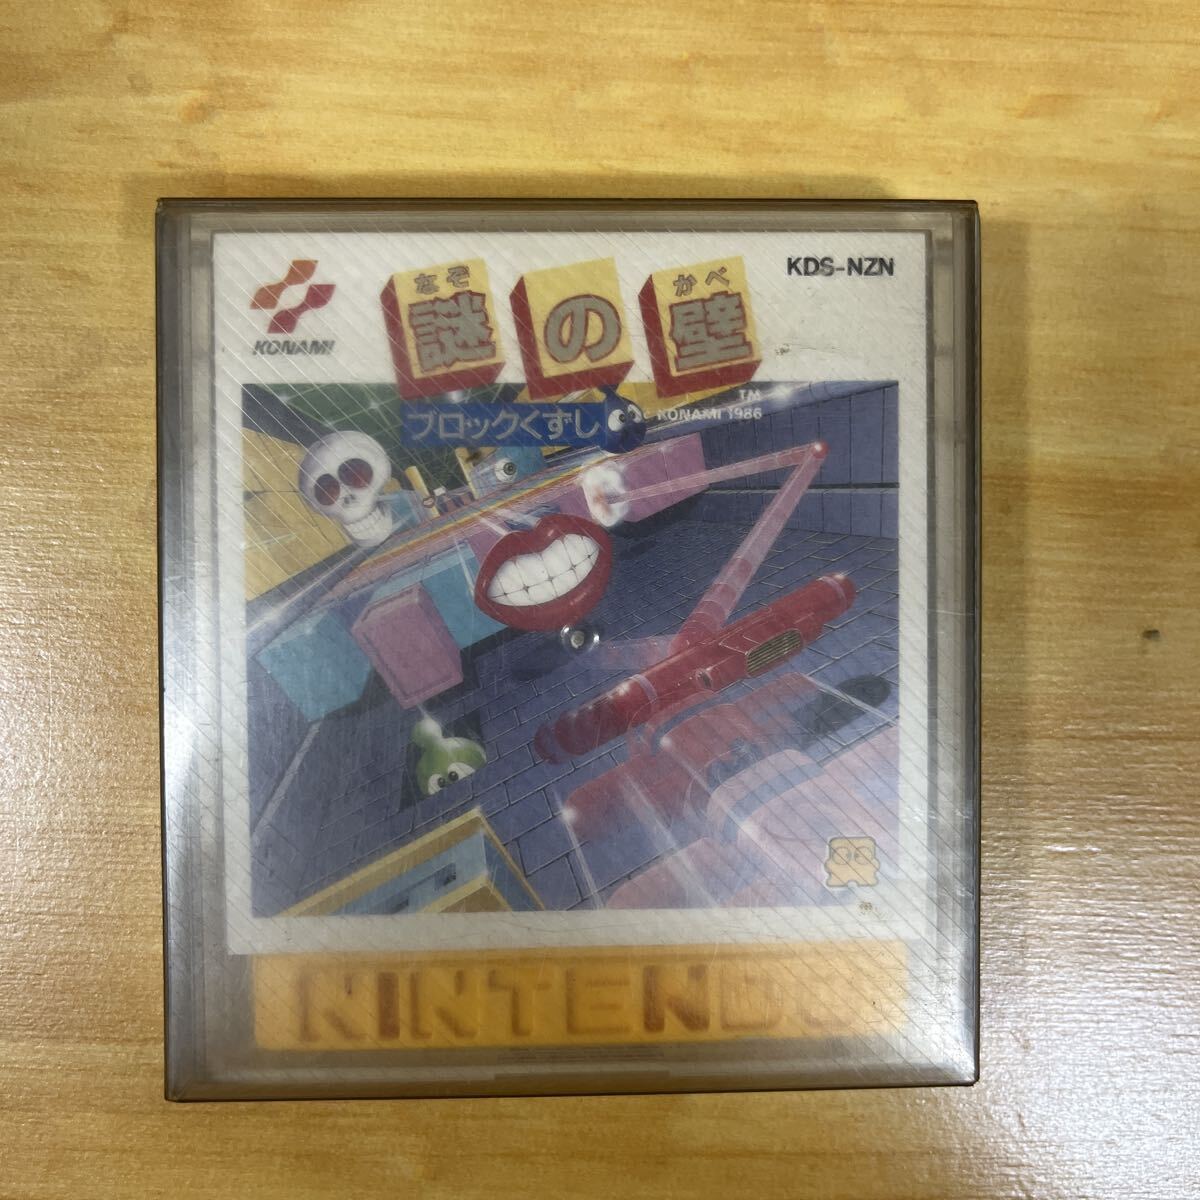 KONAMI
なぞ かべ
謎の壁
KDS-NZN
TM
ブロックくずし
© KONAMI 1986
NINTENDO